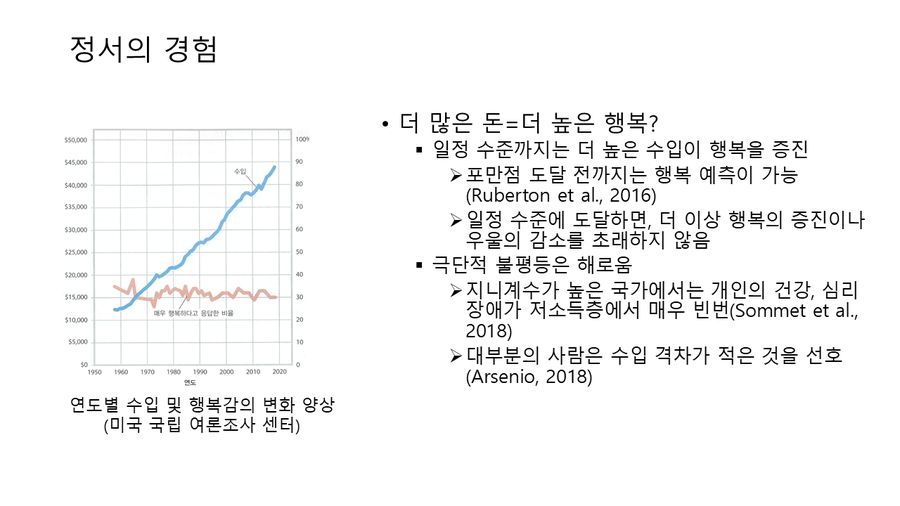 정서의 경험
• 더 많은 돈=더 높은 행복?
▪ 일정 수준까지는 더 높은 수입이 행복을 증진
➢포만점 도달 전까지는 행복 예측이 가능
(Ruberton et al., 2016)
➢일정 수준에 도달하면, 더 이상 행복의 증진이나
우울의 감소를 초래하지 않음
▪ 극단적 불평등은 해로움
➢지니계수가 높은 국가에서는 개인의 건강, 심리
장애가 저소득층에서 매우 빈번(Sommet et al.,
2018)
➢대부분의 사람은 수입 격차가 적은 것을 선호
(Arsenio, 2018)
$50,000
$45,000
$40,000
$35,000
$30,000
$25,000
$20,000
$15,000
$10,000
$5,000
$0
100%
90
80
70
60
50
40
30
20
10
0
수입
매우 행복하다고 응답한 비율
1950 1960 1970 1980 1990 2000 2010 2020
연도
연도별 수입 및 행복감의 변화 양상
(미국 국립 여론조사 센터)